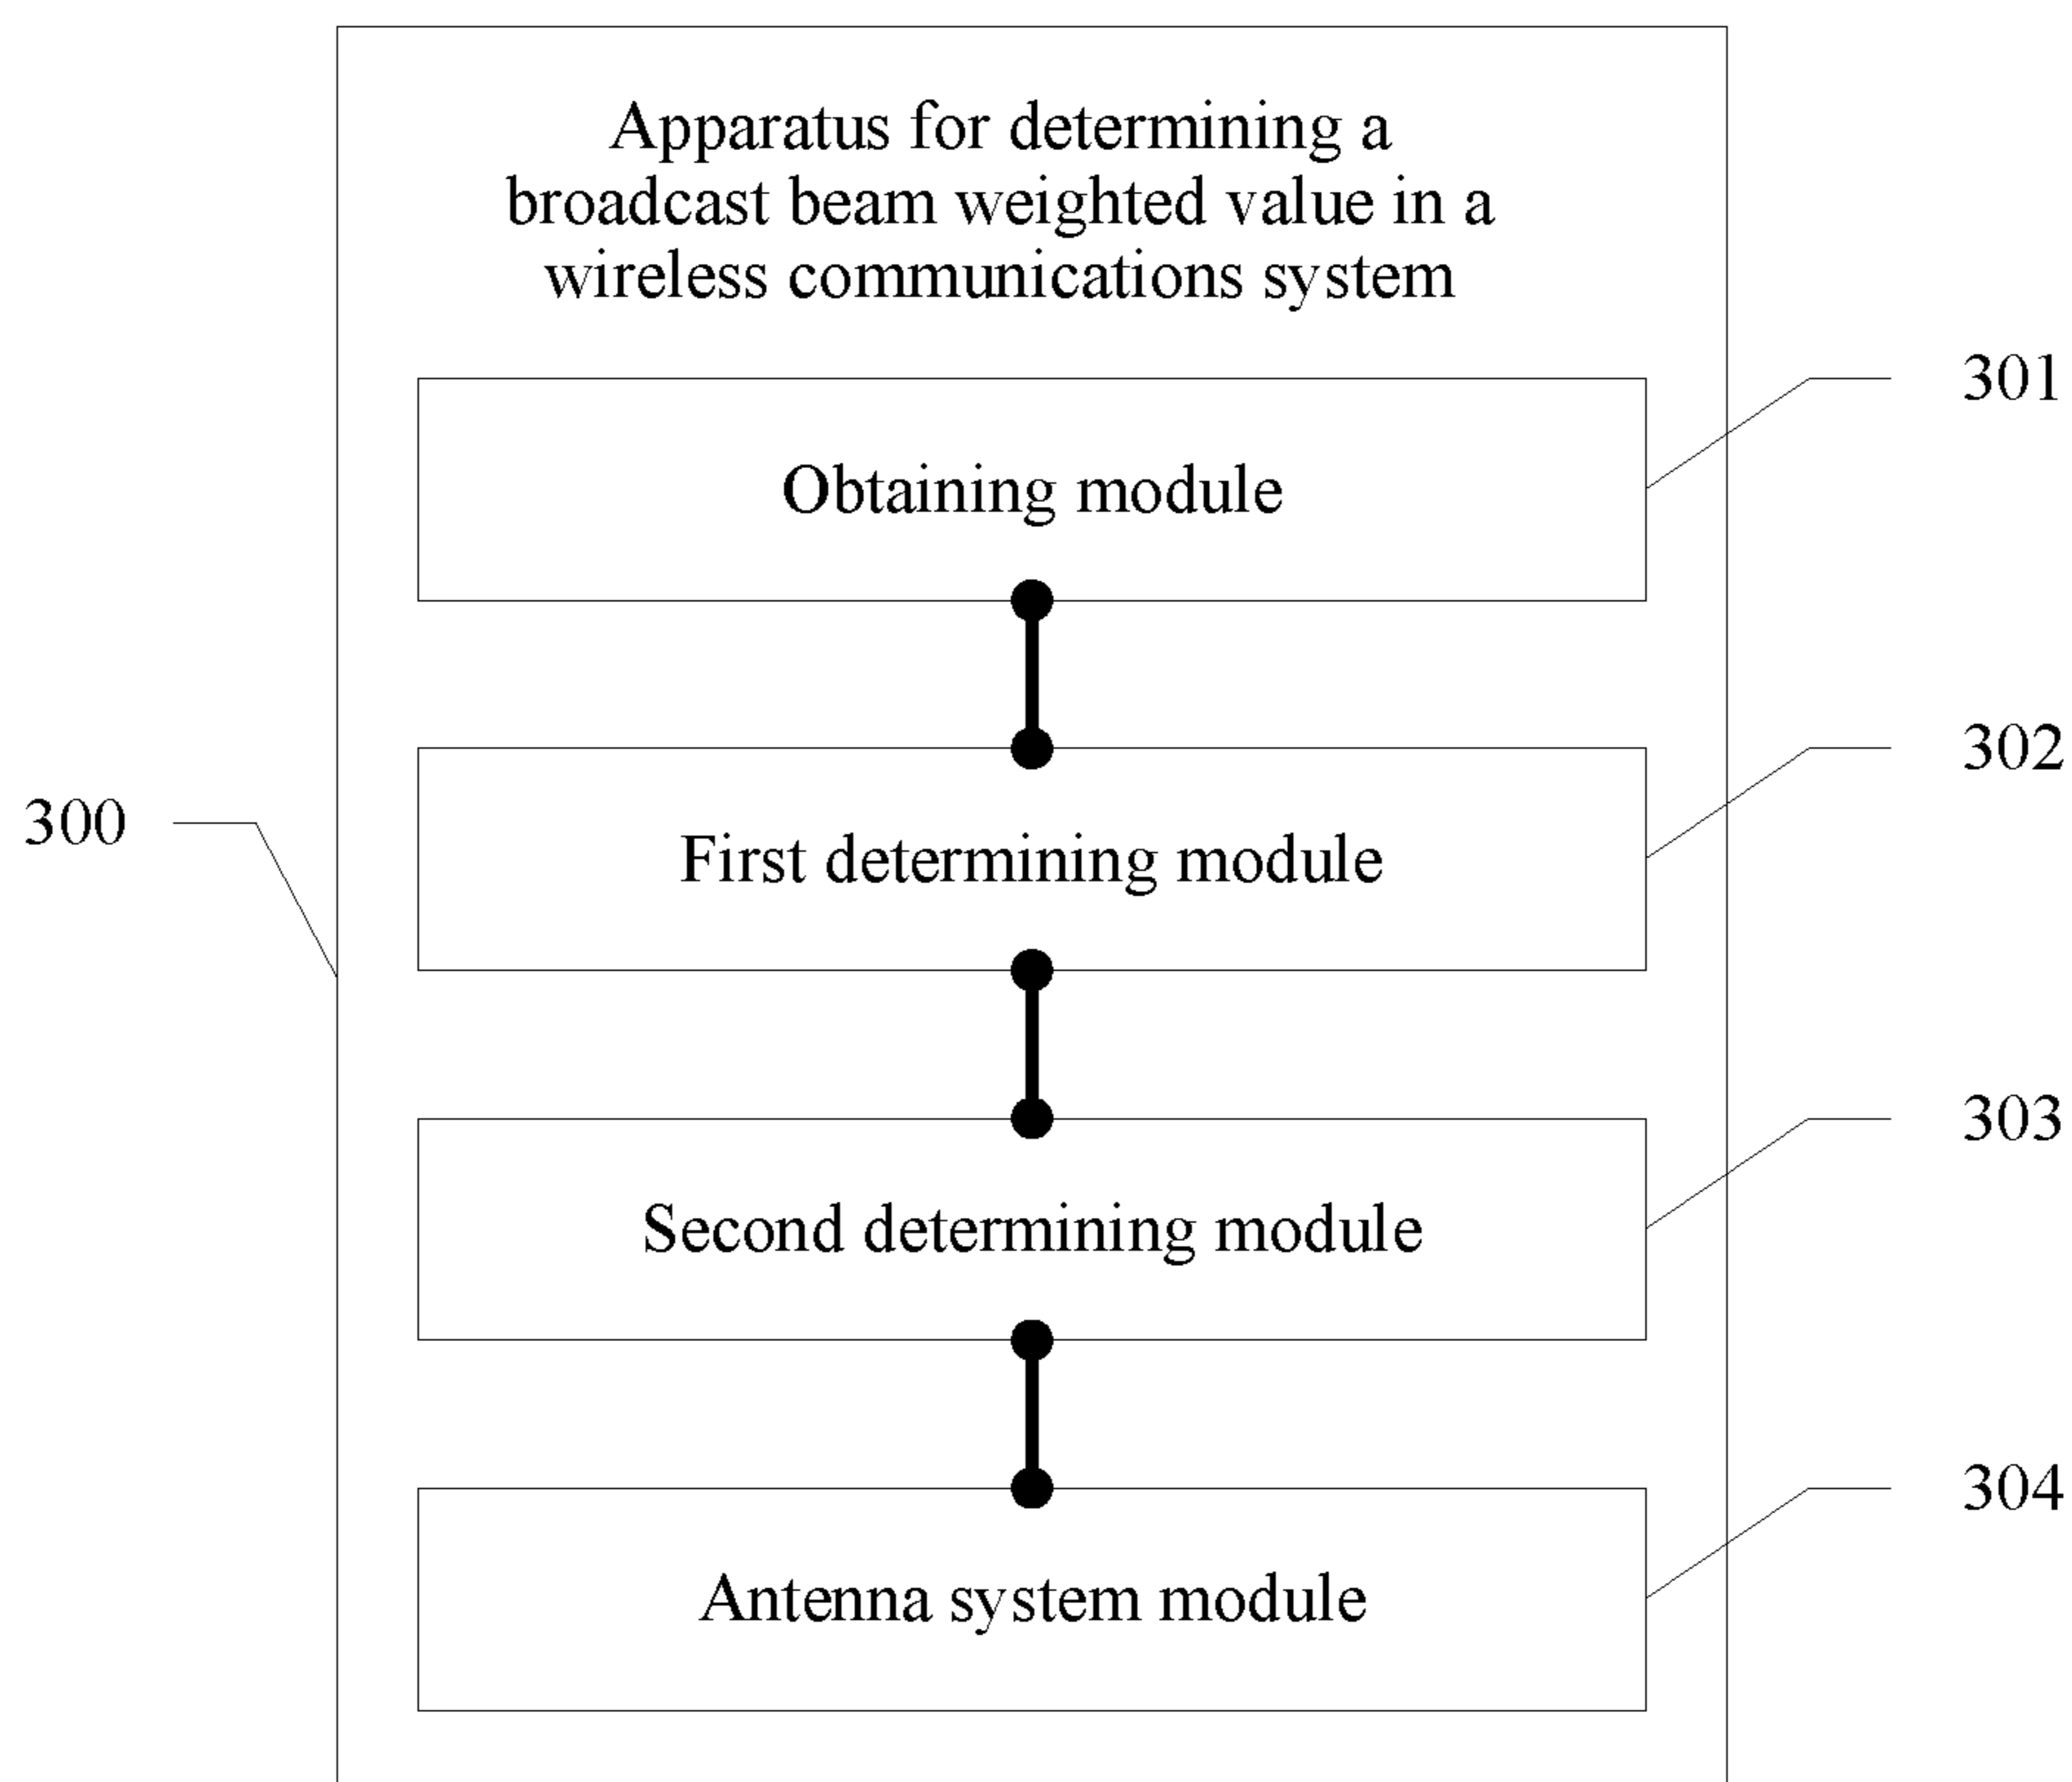 Apparatus for determining a
broadcast beam weighted value in a
wireless communications system
301
Obtaining module
302
300
First determining module
303
Second determining module
304
Antenna system module